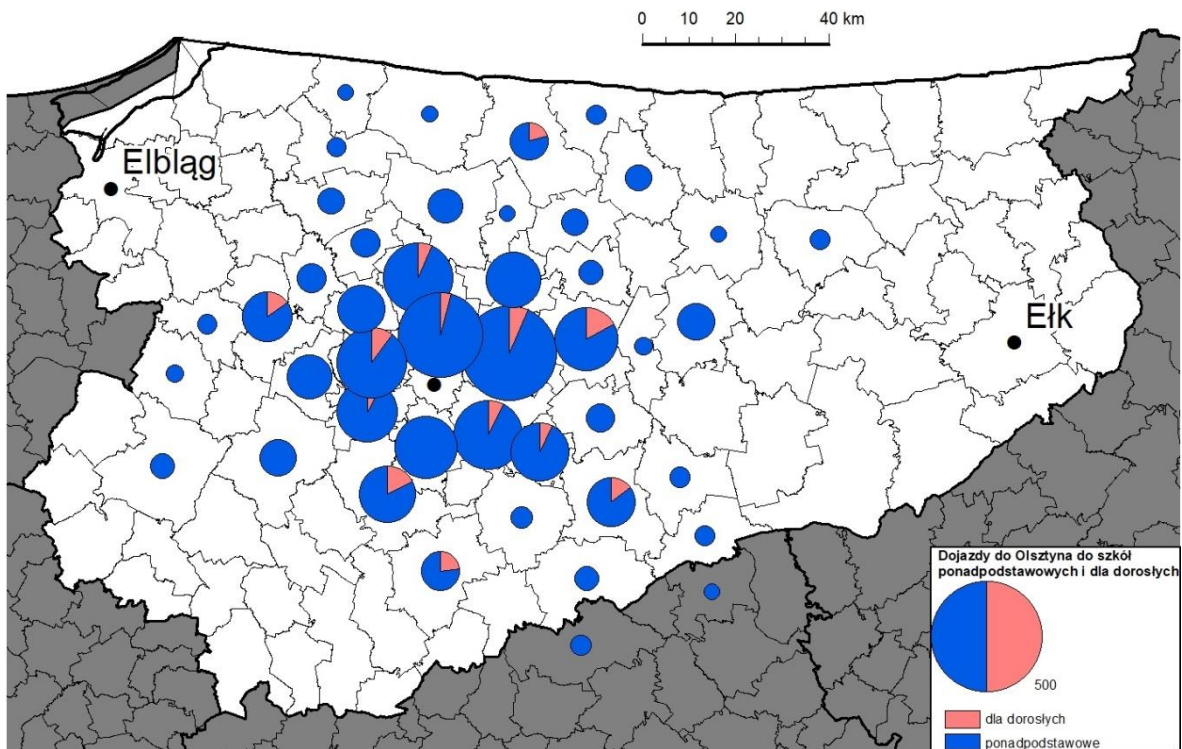 0 10 20 40 km
Elbląg
Ełk
Dojazdy do Olsztyna do szkół
ponadpodstawowych i dla dorosłych
500
dla dorosłych
ponadpodstawowe